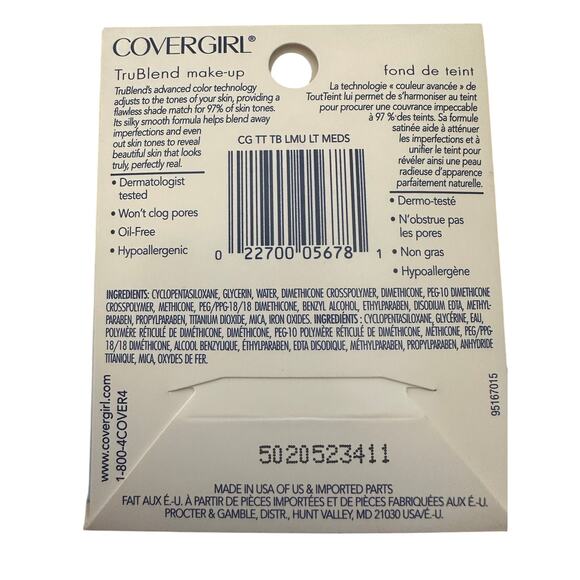 COVERGIRL®
TruBlend make-up
TruBlend's advanced color technology
adjusts to the tones of your skin, providing a
flawless shade match for 97% of skin tones.
Its silky smooth formula helps blend away
imperfections and even
out skin tones to reveal
beautiful skin that looks
truly, perfectly real.
• Dermatologist
tested
• Won't clog pores
• Oil-Free
• Hypoallergenic
fond de teint
La technologie « couleur avancée » de
ToutTeint lui permet de s'harmoniser au teint
pour procurer une couvrance impeccable
à 97 % des teints. Sa formule
satinée aide à atténuer
les imperfections et à
unifier le teint pour
révéler ainsi une peau
radieuse d'apparence
parfaitement naturelle.
• Dermo-testé
• N'obstrue pas
les pores
• Non gras
• Hypoallergène
CG TT TB LMU LT MEDS
0 22700 05678 1
INGREDIENTS: CYCLOPENTASILOXANE, GLYCERIN, WATER, DIMETHICONE CROSSPOLYMER, DIMETHICONE, PEG-10 DIMETHICONE
CROSSPOLYMER, METHICONE, PEG/PPG-18/18 DIMETHICONE, BENZYL ALCOHOL, ETHYLPARABEN, DISODIUM EDTA, METHYL-
PARABEN, PROPYLPARABEN, TITANIUM DIOXIDE, MICA, IRON OXIDES. INGRÉDIENTS : CYCLOPENTASILOXANE, GLYCÉRINE, EAU,
POLYMÈRE RÉTICULÉ DE DIMÉTHICONE, DIMÉTHICONE, PEG-10 POLYMÈRE RÉTICULÉ DE DIMÉTHICONE, MÉTHICONE, PEG/PPG-
18/18 DIMÉTHICONE, ALCOOL BENZYLIQUE, ÉTHYLPARABEN, EDTA DISODIQUE, MÉTHYLPARABEN, PROPYLPARABEN, ANHYDRIDE
TITANIQUE, MICA, OXYDES DE FER.
www.covergirl.com
1-800-4COVER4
95167015
5020523411
MADE IN USA OF US & IMPORTED PARTS
FAIT AUX É.-U. À PARTIR DE PIÈCES IMPORTÉES ET DE PIÈCES FABRIQUÉES AUX É.-U.
PROCTER & GAMBLE, DISTR., HUNT VALLEY, MD 21030 USA/É.-U.